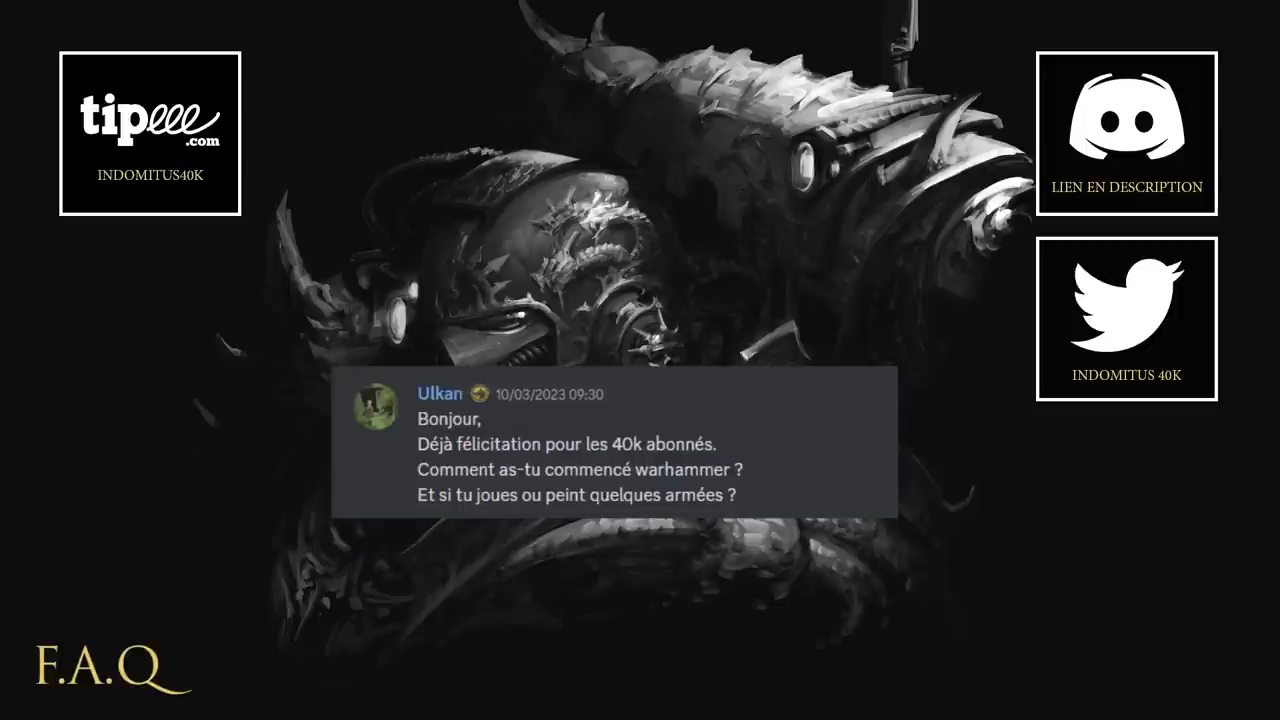 tipeee
.com
INDOMITUS40K
LIEN EN DESCRIPTION
INDOMITUS 40K
Ulkan 10/03/2023 09:30
Bonjour,
Déjà félicitation pour les 40k abonnés.
Comment as-tu commencé warhammer ?
Et si tu joues ou peint quelques armées ?
F.A.Q